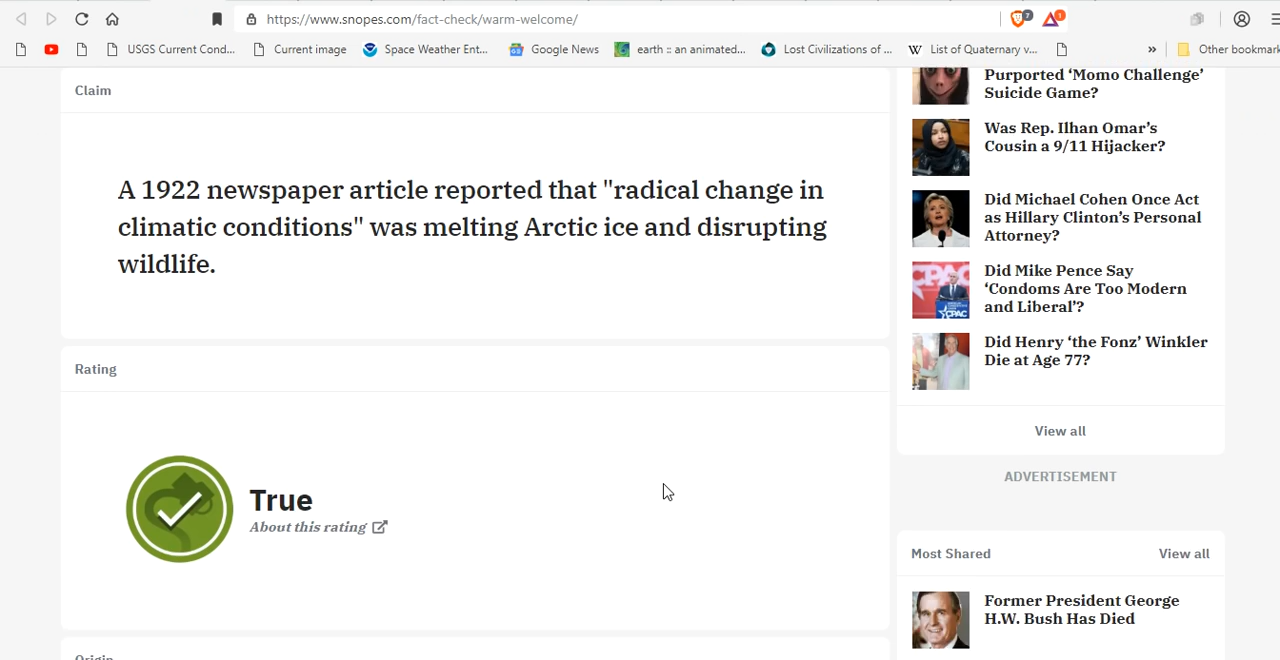 https://www.snopes.com/fact-check/warm-welcome/
7
1
USGS Current Cond...
Current image
Space Weather Ent...
Google News
earth :: an animated...
Lost Civilizations of ...
W List of Quaternary v...
»
Other bookmark
Claim
A 1922 newspaper article reported that "radical change in
climatic conditions" was melting Arctic ice and disrupting
wildlife.
Rating
True
About this rating
Origin
Purported ‘Momo Challenge’
Suicide Game?
Was Rep. Ilhan Omar’s
Cousin a 9/11 Hijacker?
Did Michael Cohen Once Act
as Hillary Clinton’s Personal
Attorney?
CPAC
CPAC
Did Mike Pence Say
‘Condoms Are Too Modern
and Liberal’?
Did Henry ‘the Fonz’ Winkler
Die at Age 77?
View all
ADVERTISEMENT
Most Shared
View all
Former President George
H.W. Bush Has Died